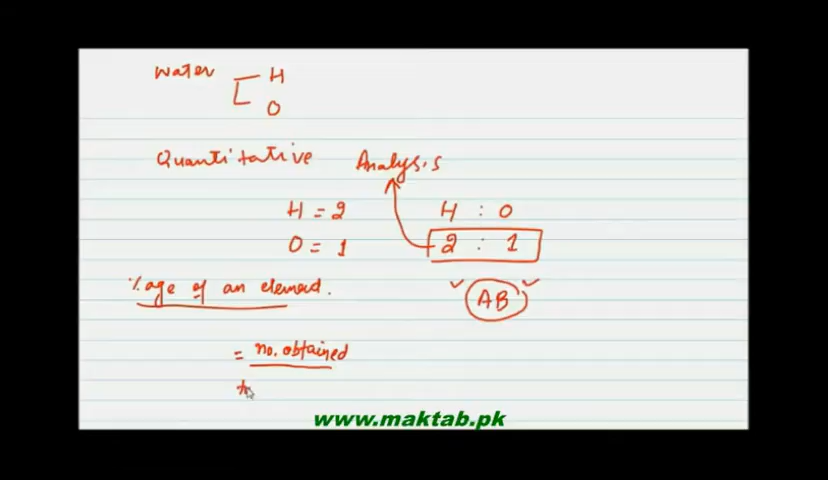 Water H
O
Quantitative Analysis
H = 2 H : O
O = 1 2 : 1
%age of an element.
AB
= no. obtained
www.maktab.pk